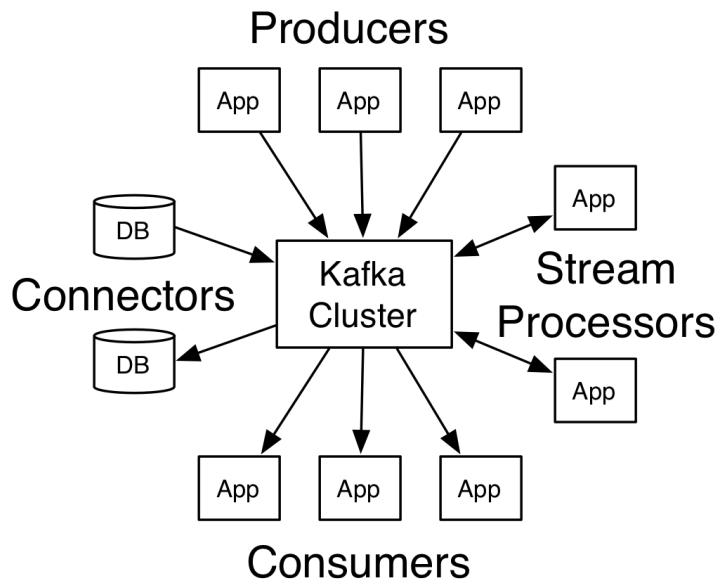 Producers
App
App
App
DB
App
Kafka
Cluster
Connectors
Stream
Processors
DB
App
App
App
App
Consumers